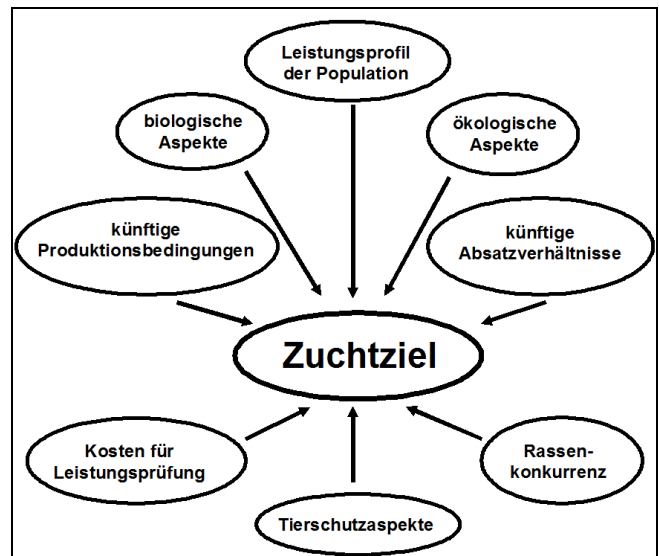 Leistungsprofil
der Population
biologische
Aspekte
ökologische
Aspekte
künftige
Produktionsbedingungen
künftige
Absatzverhältnisse
Zuchtziel
Kosten für
Leistungsprüfung
Rassen-
konkurrenz
Tierschutzaspekte